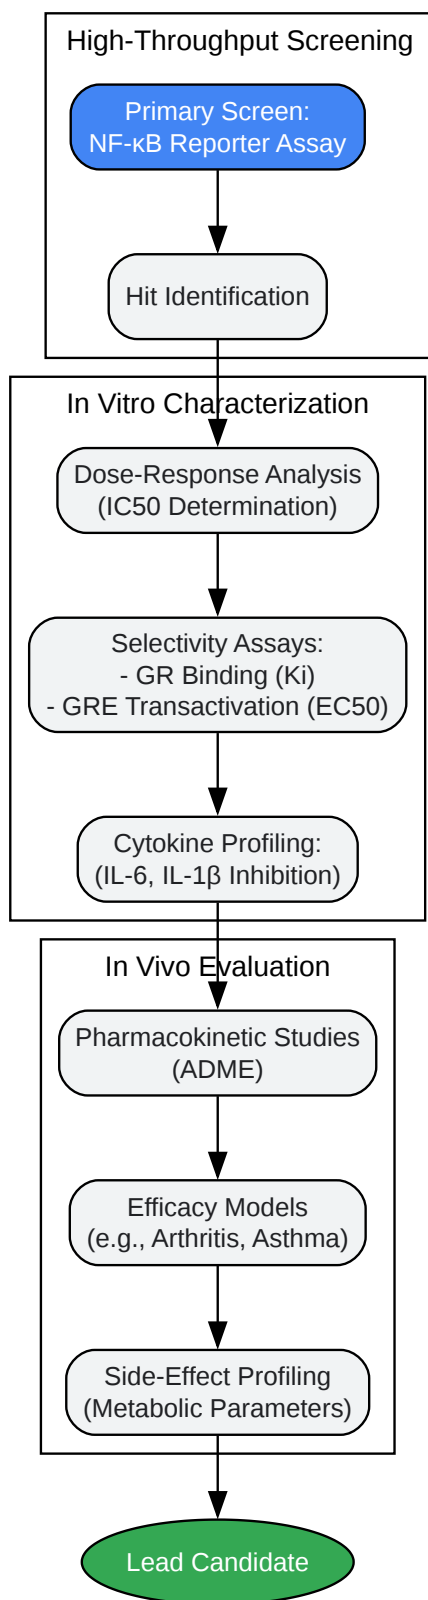 High-Throughput Screening
Primary Screen:
NF-κB Reporter Assay
Hit Identification
In Vitro Characterization
Dose-Response Analysis
(IC50 Determination)
Selectivity Assays:
- GR Binding (Ki)
- GRE Transactivation (EC50)
Cytokine Profiling:
(IL-6, IL-1β Inhibition)
In Vivo Evaluation
Pharmacokinetic Studies
(ADME)
Efficacy Models
(e.g., Arthritis, Asthma)
Side-Effect Profiling
(Metabolic Parameters)
Lead Candidate